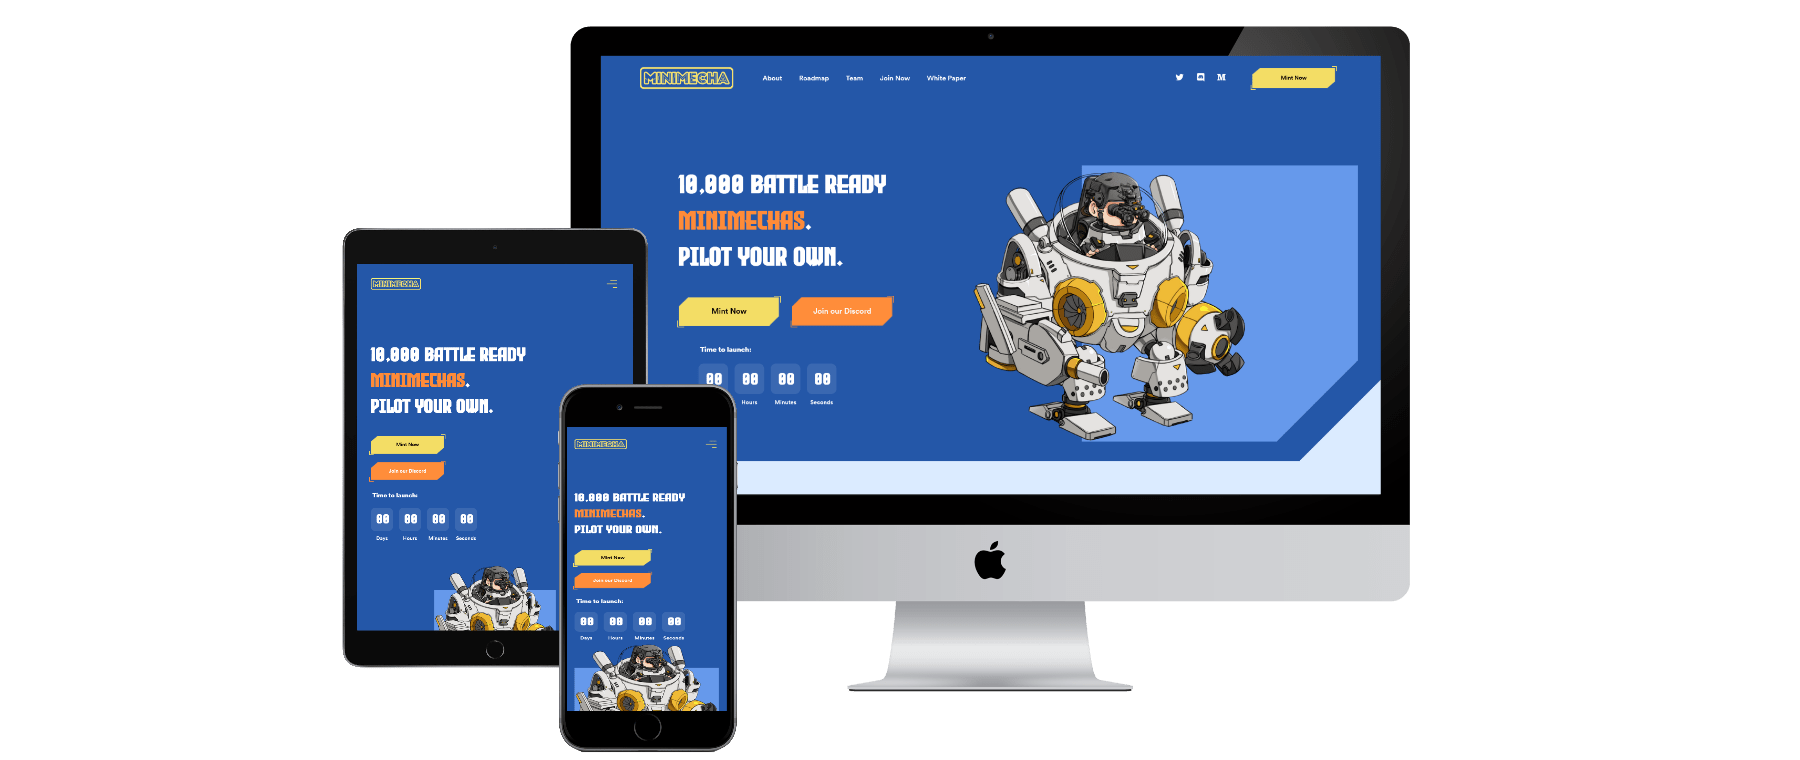 MINIMECHA
About Roadmap Team Join Now White Paper
Mint Now
10,000 BATTLE READY
MINIMECHAS.
PILOT YOUR OWN.
Mint Now Join our Discord
Time to launch:
00 00 00 00
Hours Minutes Seconds
MINIMECHA
10,000 BATTLE READY
MINIMECHAS.
PILOT YOUR OWN.
Mint Now
Join our Discord
Time to launch:
00 00 00 00
Days Hours Minutes Seconds
MINIMECHA
10,000 BATTLE READY
MINIMECHAS.
PILOT YOUR OWN.
Mint Now
Join our Discord
Time to launch:
00 00 00 00
Days Hours Minutes Seconds